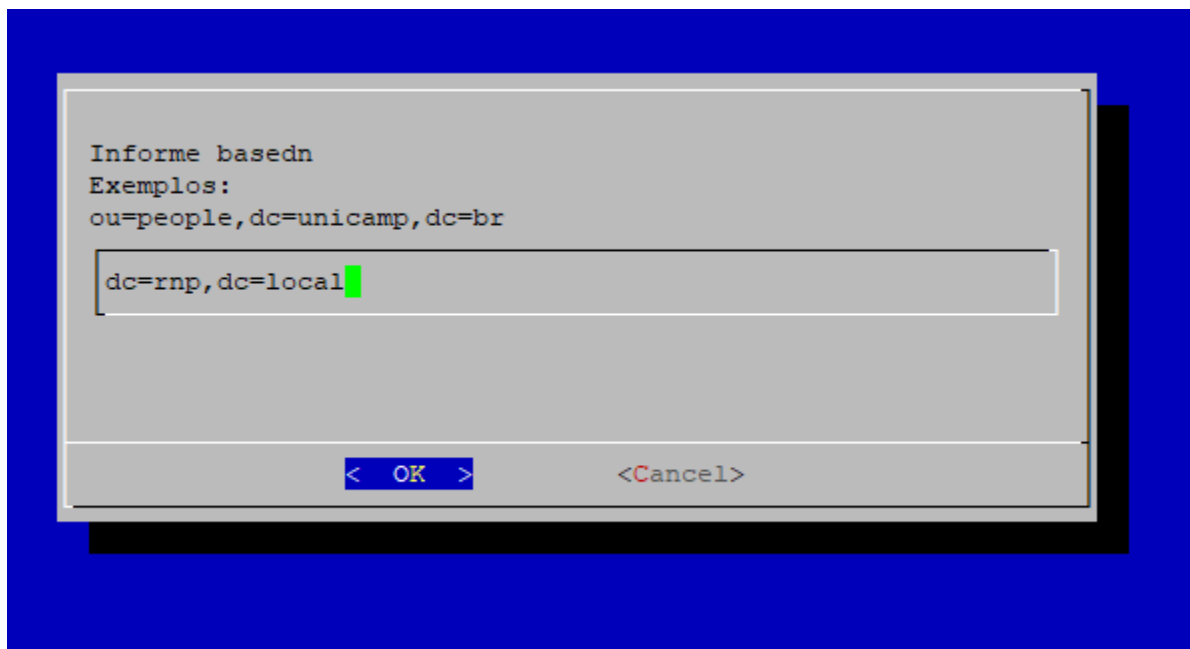 Informe basedn
Exemplos:
ou=people,dc=unicamp,dc=br
dc=rnp,dc=local
<  OK  > <Cancel>